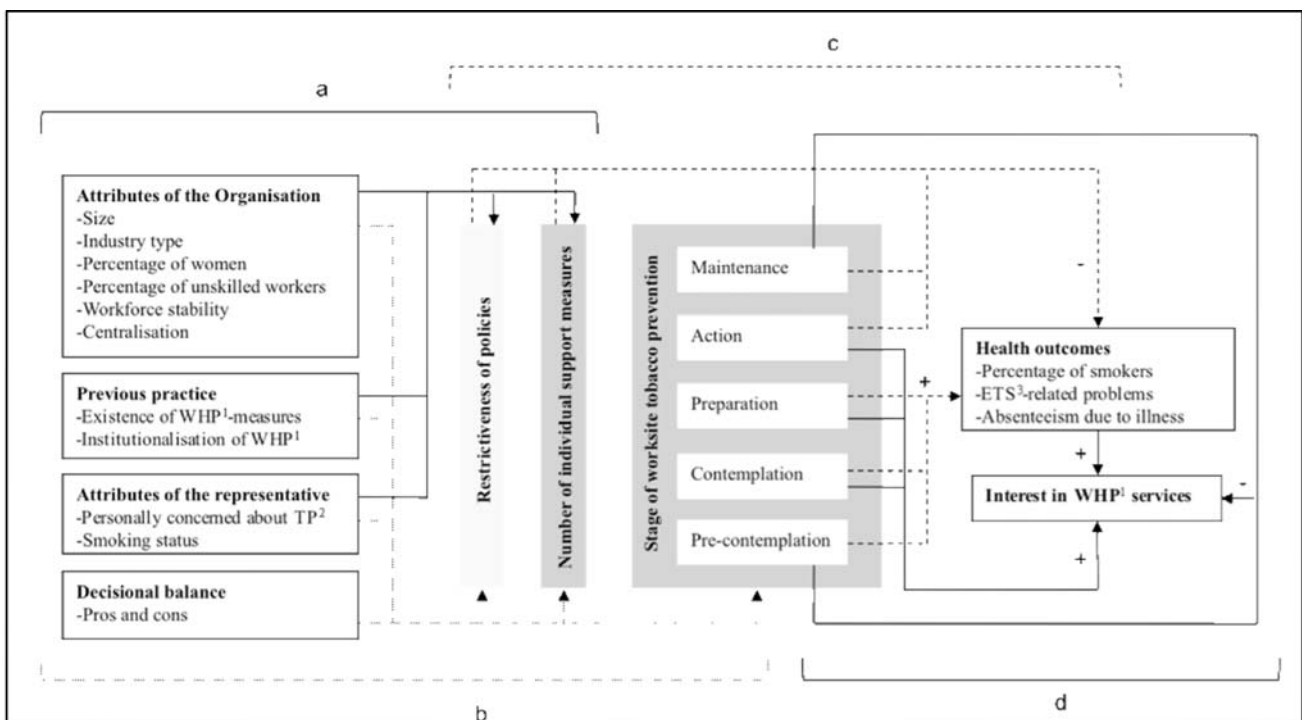 c
a
Attributes of the Organisation
-Size
-Industry type
-Percentage of women
-Percentage of unskilled workers
-Workforce stability
-Centralisation
Previous practice
-Existence of WHP¹-measures
-Institutionalisation of WHP¹
Attributes of the representative
-Personally concerned about TP²
-Smoking status
Decisional balance
-Pros and cons
Restrictiveness of policies
Number of individual support measures
Stage of worksite tobacco prevention
Maintenance
Action
Preparation
Contemplation
Pre-contemplation
-
+
Health outcomes
-Percentage of smokers
-ETS³-related problems
-Absenteeism due to illness
+
-
Interest in WHP¹ services
+
b
d